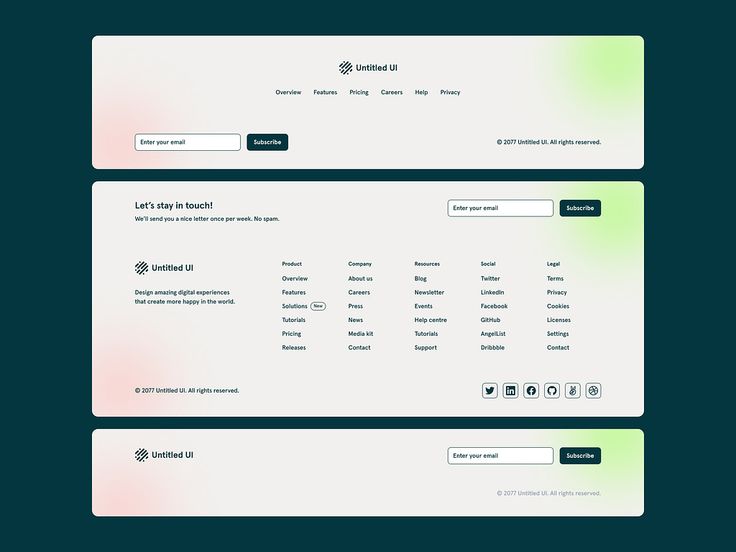 Untitled UI
Overview Features Pricing Careers Help Privacy
Enter your email Subscribe © 2077 Untitled UI. All rights reserved.
Let's stay in touch!
We'll send you a nice letter once per week. No spam.
Enter your email Subscribe
Untitled UI
Design amazing digital experiences
that create more happy in the world.
Product Company Resources Social Legal
Overview About us Blog Twitter Terms
Features Careers Newsletter LinkedIn Privacy
Solutions New Press Events Facebook Cookies
Tutorials News Help centre GitHub Licenses
Pricing Media kit Tutorials AngelList Settings
Releases Contact Support Dribbble Contact
© 2077 Untitled UI. All rights reserved.
Untitled UI Enter your email Subscribe
© 2077 Untitled UI. All rights reserved.